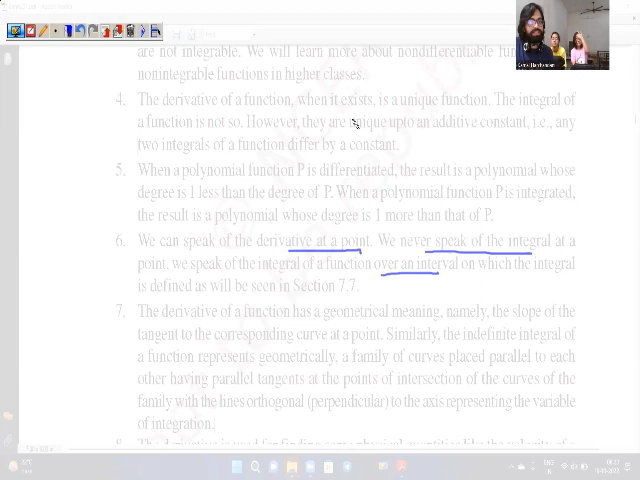 are not integrable. We will learn more about nondifferentiable
nonintegrable functions in higher classes.
4. The derivative of a function, when it exists, is a unique function. The integral of
a function is not so. However, they are unique upto an additive constant, i.e., any
two integrals of a function differ by a constant.
5. When a polynomial function P is differentiated, the result is a polynomial whose
degree is 1 less than the degree of P. When a polynomial function P is integrated,
the result is a polynomial whose degree is 1 more than that of P.
6. We can speak of the derivative at a point. We never speak of the integral at a
point, we speak of the integral of a function over an interval on which the integral
is defined as will be seen in Section 7.7.
7. The derivative of a function has a geometrical meaning, namely, the slope of the
tangent to the corresponding curve at a point. Similarly, the indefinite integral of
a function represents geometrically, a family of curves placed parallel to each
other having parallel tangents at the points of intersection of the curves of the
family with the lines orthogonal (perpendicular) to the axis representing the variable
of integration.